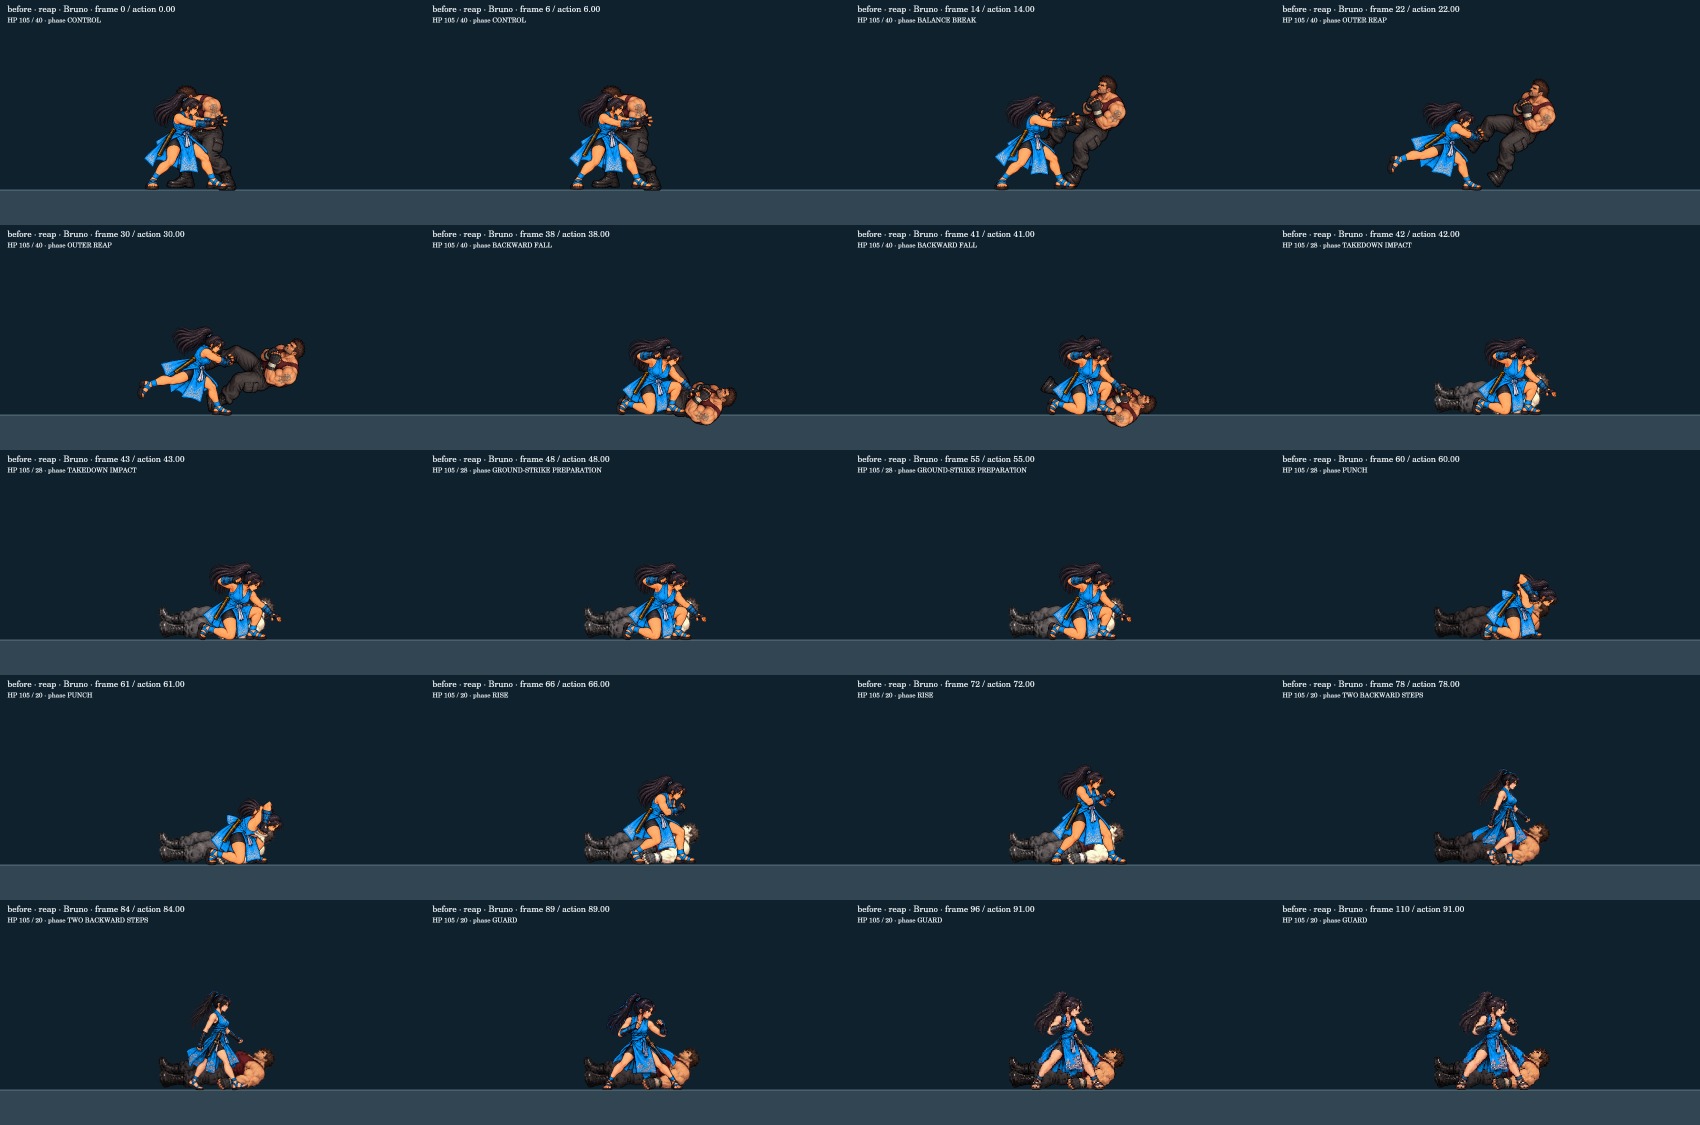 before · reap · Bruno · frame 0 / action 0.00
HP 105 / 40 · phase CONTROL
before · reap · Bruno · frame 6 / action 6.00
HP 105 / 40 · phase CONTROL
before · reap · Bruno · frame 14 / action 14.00
HP 105 / 40 · phase BALANCE BREAK
before · reap · Bruno · frame 22 / action 22.00
HP 105 / 40 · phase OUTER REAP
before · reap · Bruno · frame 30 / action 30.00
HP 105 / 40 · phase OUTER REAP
before · reap · Bruno · frame 38 / action 38.00
HP 105 / 40 · phase BACKWARD FALL
before · reap · Bruno · frame 41 / action 41.00
HP 105 / 40 · phase BACKWARD FALL
before · reap · Bruno · frame 42 / action 42.00
HP 105 / 28 · phase TAKEDOWN IMPACT
before · reap · Bruno · frame 43 / action 43.00
HP 105 / 28 · phase TAKEDOWN IMPACT
before · reap · Bruno · frame 48 / action 48.00
HP 105 / 28 · phase GROUND-STRIKE PREPARATION
before · reap · Bruno · frame 55 / action 55.00
HP 105 / 28 · phase GROUND-STRIKE PREPARATION
before · reap · Bruno · frame 60 / action 60.00
HP 105 / 28 · phase PUNCH
before · reap · Bruno · frame 61 / action 61.00
HP 105 / 20 · phase PUNCH
before · reap · Bruno · frame 66 / action 66.00
HP 105 / 20 · phase RISE
before · reap · Bruno · frame 72 / action 72.00
HP 105 / 20 · phase RISE
before · reap · Bruno · frame 78 / action 78.00
HP 105 / 20 · phase TWO BACKWARD STEPS
before · reap · Bruno · frame 84 / action 84.00
HP 105 / 20 · phase TWO BACKWARD STEPS
before · reap · Bruno · frame 89 / action 89.00
HP 105 / 20 · phase GUARD
before · reap · Bruno · frame 96 / action 91.00
HP 105 / 20 · phase GUARD
before · reap · Bruno · frame 110 / action 91.00
HP 105 / 20 · phase GUARD